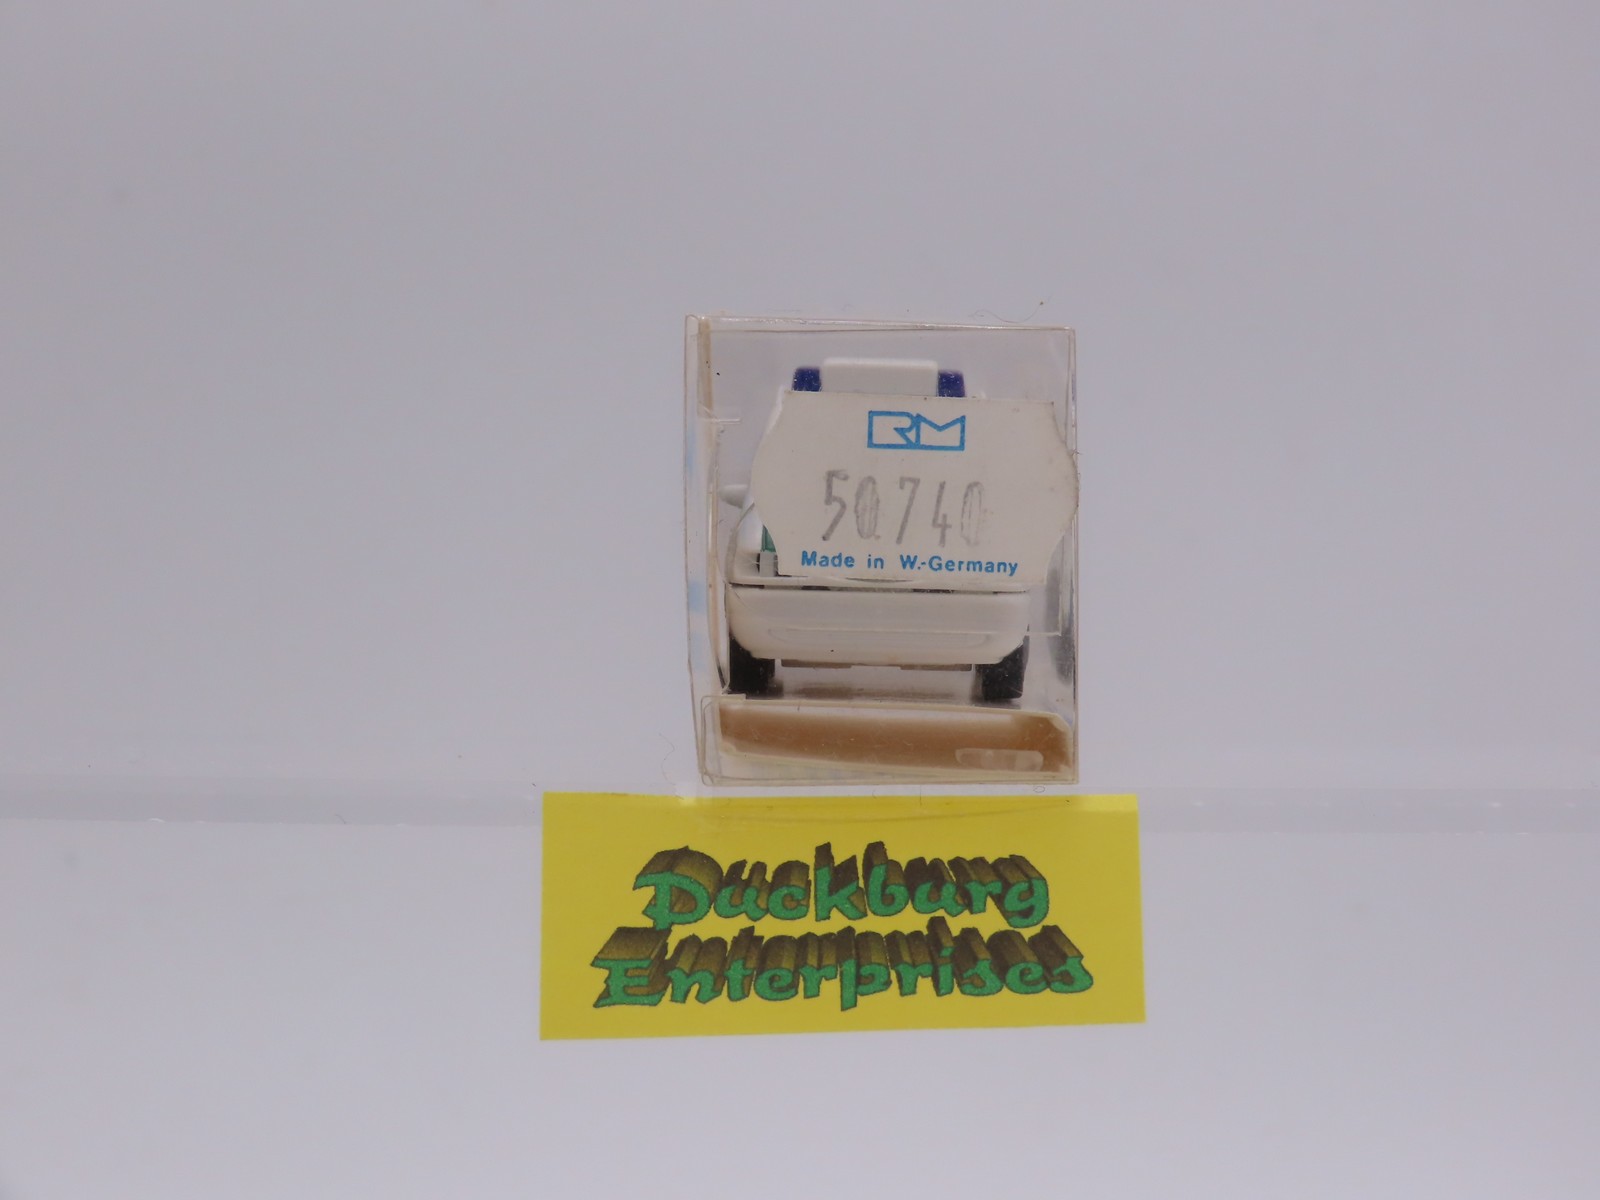 RM
50740
Made in W.-Germany
Duckburg
Enterprises